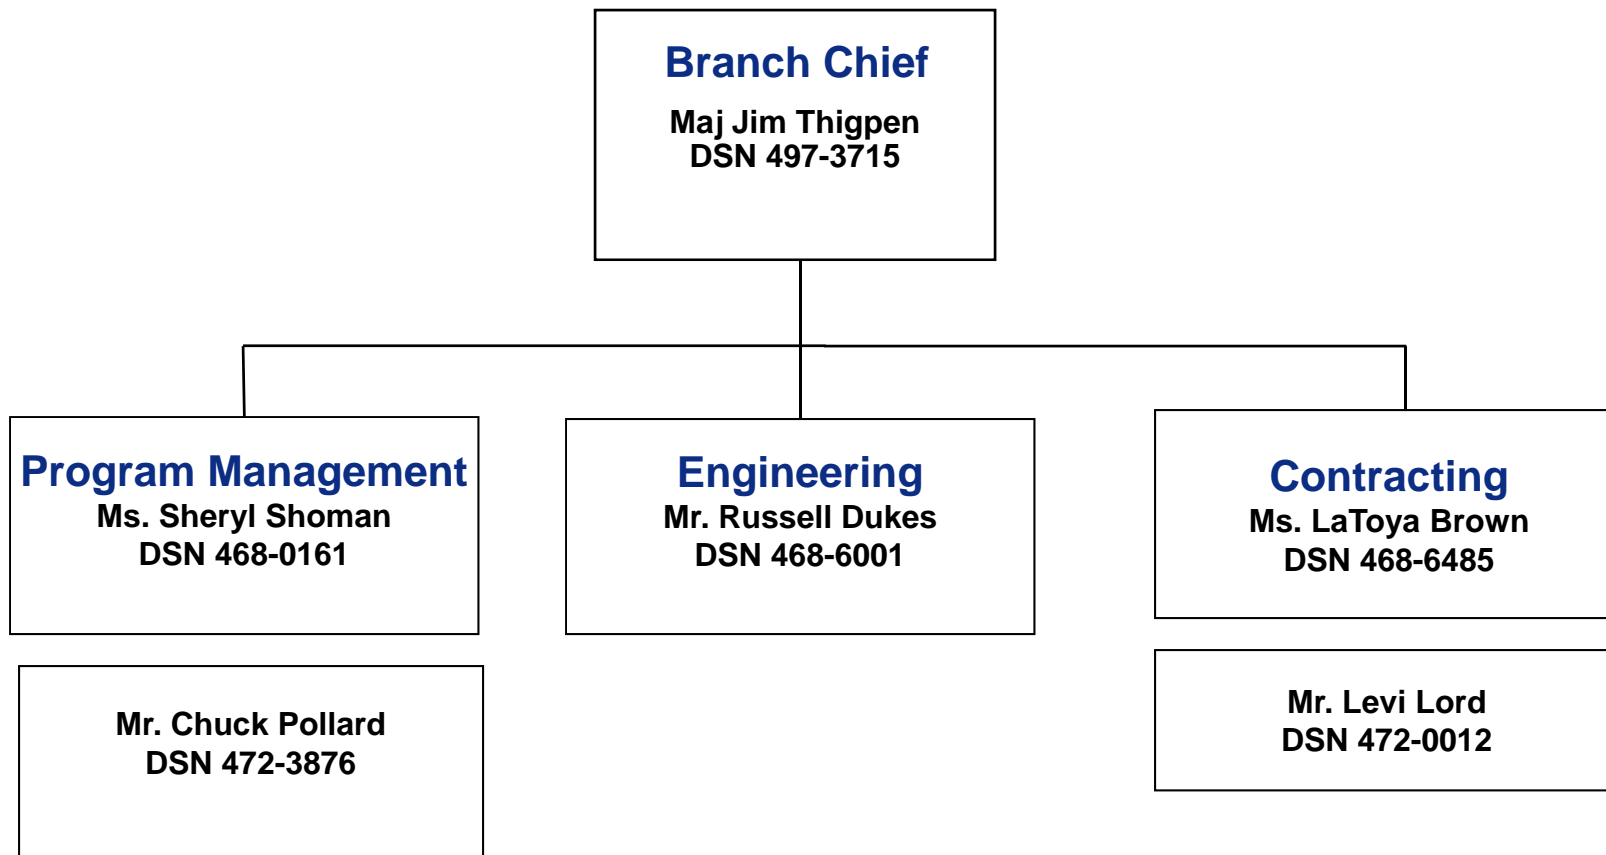 Branch Chief
Maj Jim Thigpen
DSN 497-3715
Program Management
Ms. Sheryl Shoman
DSN 468-0161
Engineering
Mr. Russell Dukes
DSN 468-6001
Contracting
Ms. LaToya Brown
DSN 468-6485
Mr. Chuck Pollard
DSN 472-3876
Mr. Levi Lord
DSN 472-0012